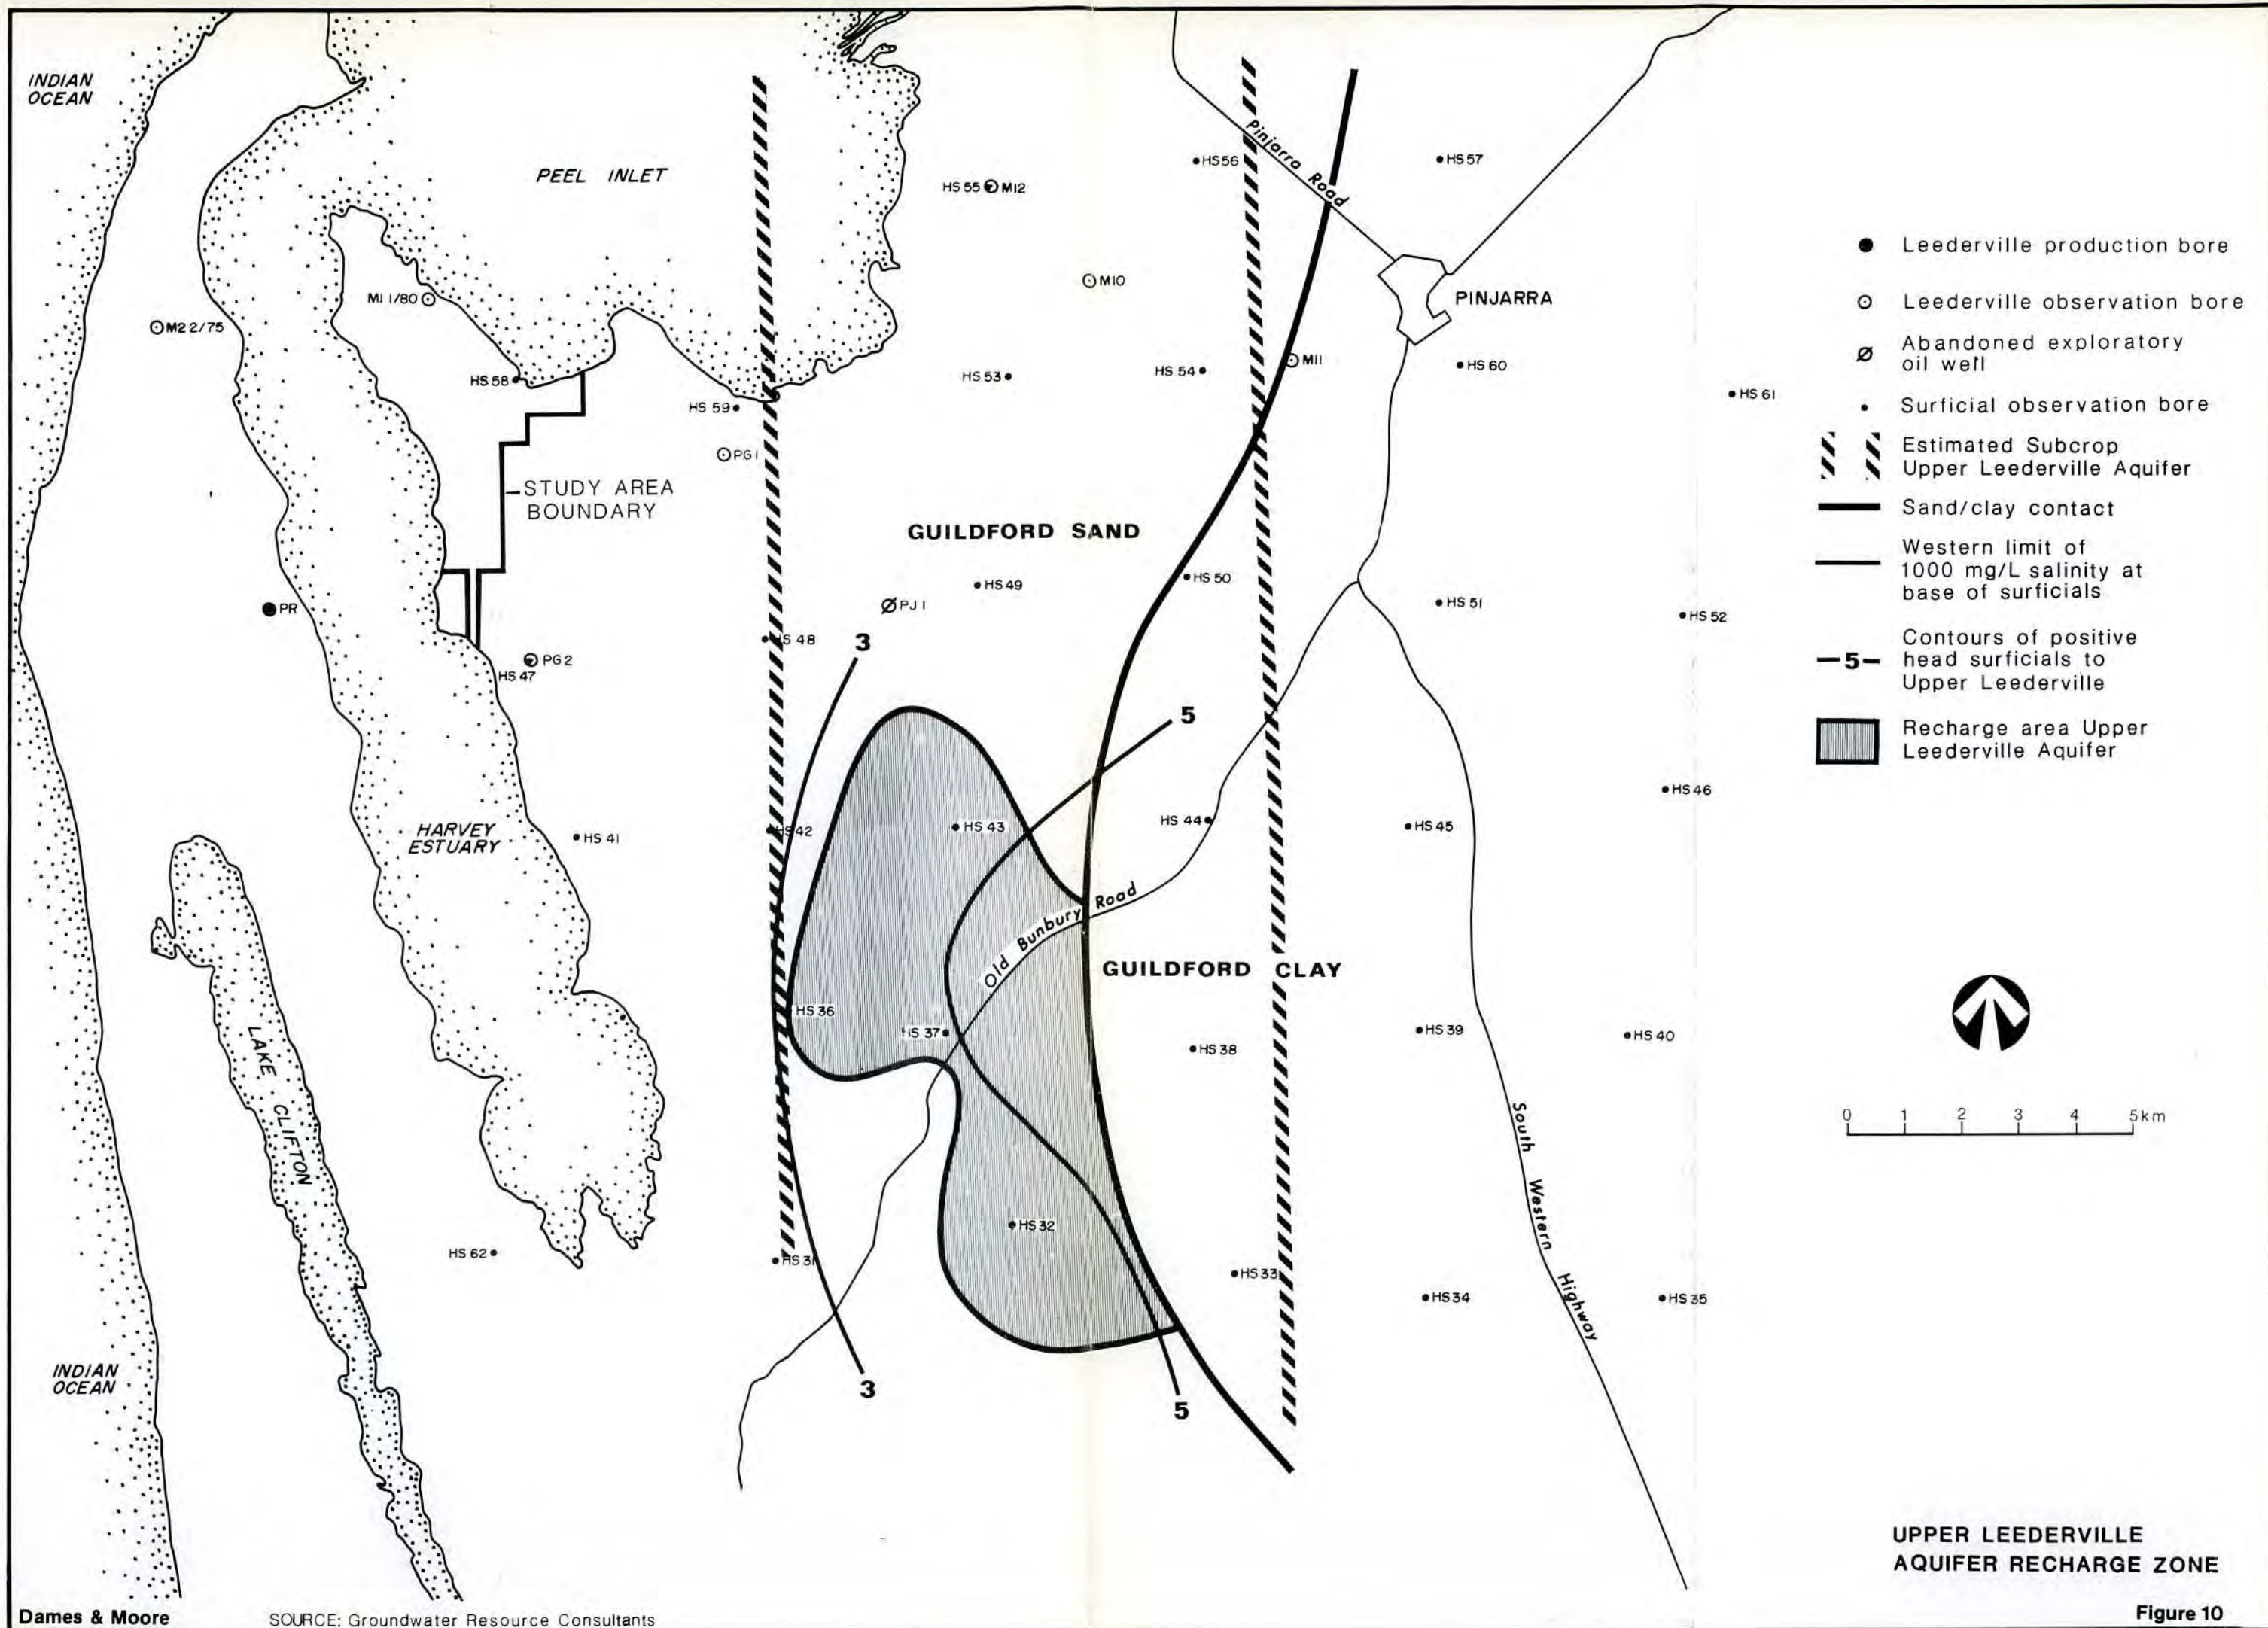 INDIAN
OCEAN
PEEL INLET
HS 55
M12
HS56
Pinjarra Road
HS57
M10
M1 1/80
M2 2/75
PINJARRA
HS 58
HS 53
HS 54
M11
HS 60
HS 61
HS 59
PG1
STUDY AREA
BOUNDARY
GUILDFORD SAND
HS 49
HS 50
PJ 1
HS 51
HS 52
PR
HS 48
3
PG 2
HS 47
5
HS 46
HARVEY
ESTUARY
HS 41
HS 42
HS 43
HS 44
HS 45
Old Bunbury Road
GUILDFORD CLAY
HS 36
HS 37
HS 38
HS 39
HS 40
LAKE CLIFTON
South Western Highway
HS 32
HS 62
HS 31
HS 33
HS 34
HS 35
INDIAN
OCEAN
3
5
Leederville production bore
Leederville observation bore
Abandoned exploratory
oil well
Surficial observation bore
Estimated Subcrop
Upper Leederville Aquifer
Sand/clay contact
Western limit of
1000 mg/L salinity at
base of surficials
5
Contours of positive
head surficials to
Upper Leederville
Recharge area Upper
Leederville Aquifer
0 1 2 3 4 5km
UPPER LEEDERVILLE
AQUIFER RECHARGE ZONE
Dames & Moore
SOURCE: Groundwater Resource Consultants
Figure 10